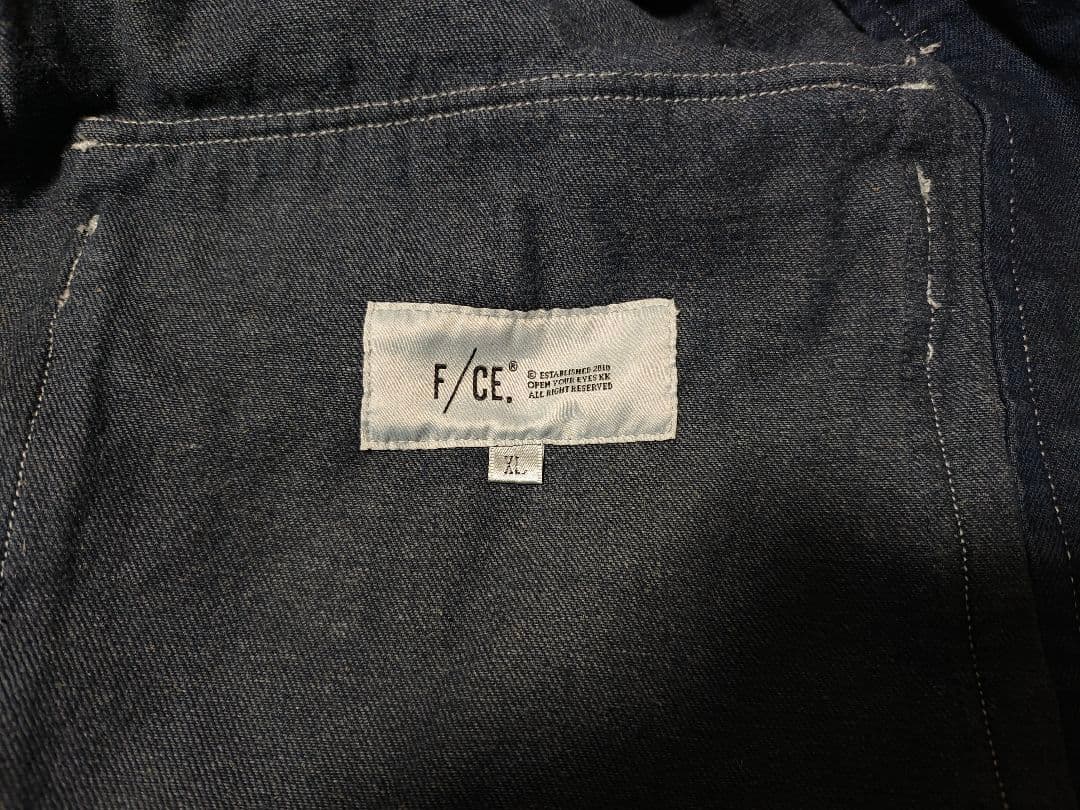 F/CE.®
© ESTABLISHED 2010
OPEN YOUR EYES KK
ALL RIGHT RESERVED
XL